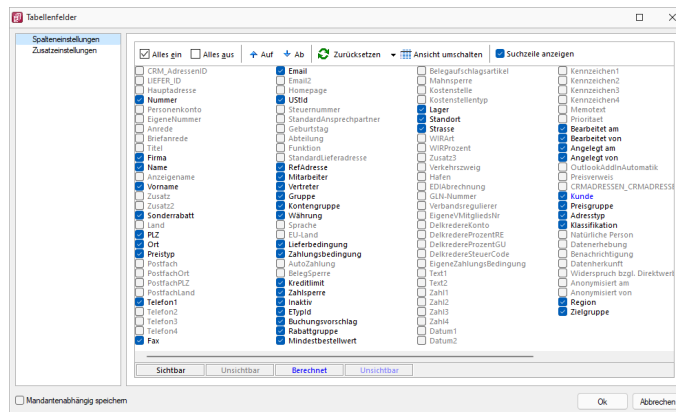 Tabellenfelder
Spalteneinstellungen
Zusatzeinstellungen
Alles ein Alles aus Auf Ab Zurücksetzen Ansicht umschalten Suchzeile anzeigen
CRM_AdressenID
LIEFER_ID
Hauptadresse
Nummer
Personenkonto
EigeneNummer
Anrede
Briefanrede
Titel
Firma
Name
Anzeigename
Vorname
Zusatz
Zusatz2
Sonderrabatt
Land
PLZ
Ort
Preistyp
Postfach
PostfachOrt
PostfachPLZ
PostfachLand
Telefon1
Telefon2
Telefon3
Telefon4
Fax
Email
Email2
Homepage
UStId
Steuernummer
StandardAnsprechpartner
Geburtstag
Abteilung
Funktion
StandardLieferadresse
RefAdresse
Mitarbeiter
Vertreter
Gruppe
Kontengruppe
Währung
Sprache
EU-Land
Lieferbedingung
Zahlungsbedingung
AutoZahlung
BelegSperre
Kreditlimit
Zahlsperre
Inaktiv
ETypId
Buchungsvorschlag
Rabattgruppe
Mindestbestellwert
Belegaufschlagsartikel
Mahnsperre
Kostenstelle
Kostenstellentyp
Lager
Standort
Strasse
WIRArt
WIRProzent
Zusatz3
Verkehrszweig
Hafen
EDIAbrechnung
GLN-Nummer
Verbandsregulierer
EigeneVMitgliedsNr
DelkredereKonto
DelkredereProzentRE
DelkredereProzentGU
DelkredereSteuerCode
EigeneZahlungsBedingung
Text1
Text2
Zahl1
Zahl2
Zahl3
Zahl4
Datum1
Datum2
Kennzeichen1
Kennzeichen2
Kennzeichen3
Kennzeichen4
Memotext
Prioritaet
Bearbeitet am
Bearbeitet von
Angelegt am
Angelegt von
OutlookAddInAutomatik
Preisverweis
CRMADRESSEN_CRMADRESSE
Kunde
Preisgruppe
Adresstyp
Klassifikation
Natürliche Person
Datenerhebung
Benachrichtigung
Datenherkunft
Widerspruch bzgl. Direktwer
Anonymisiert am
Anonymisiert von
Region
Zielgruppe
Sichtbar Unsichtbar Berechnet Unsichtbar
Mandantenabhängig speichern
Ok Abbrechen